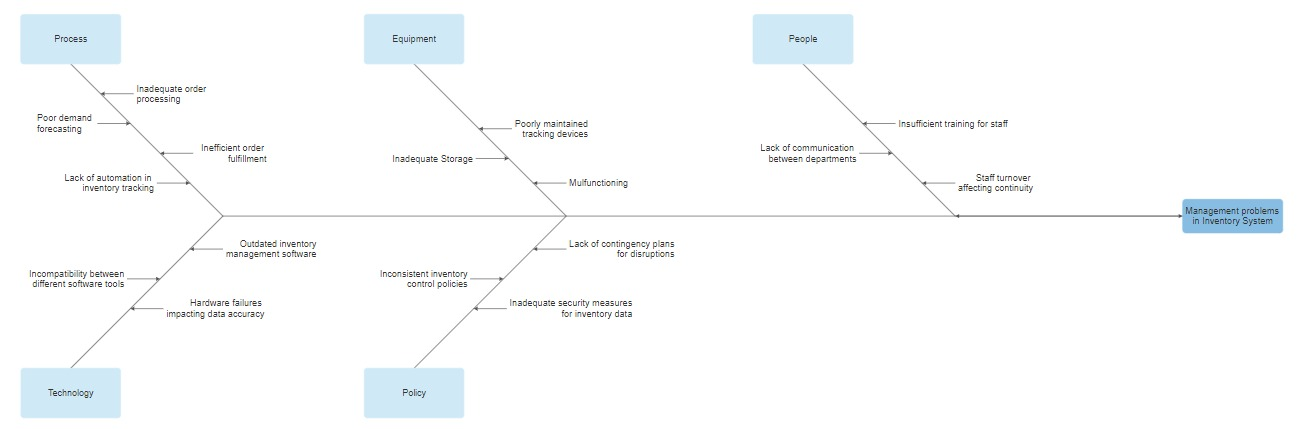 Process
Equipment
People
Inadequate order
processing
Poor demand
forecasting
Inefficient order
fulfillment
Lack of automation in
inventory tracking
Poorly maintained
tracking devices
Inadequate Storage
Mulfunctioning
Insufficient training for staff
Lack of communication
between departments
Staff turnover
affecting continuity
Management problems
in Inventory System
Outdated inventory
management software
Incompatibility between
different software tools
Hardware failures
impacting data accuracy
Lack of contingency plans
for disruptions
Inconsistent inventory
control policies
Inadequate security measures
for inventory data
Technology
Policy